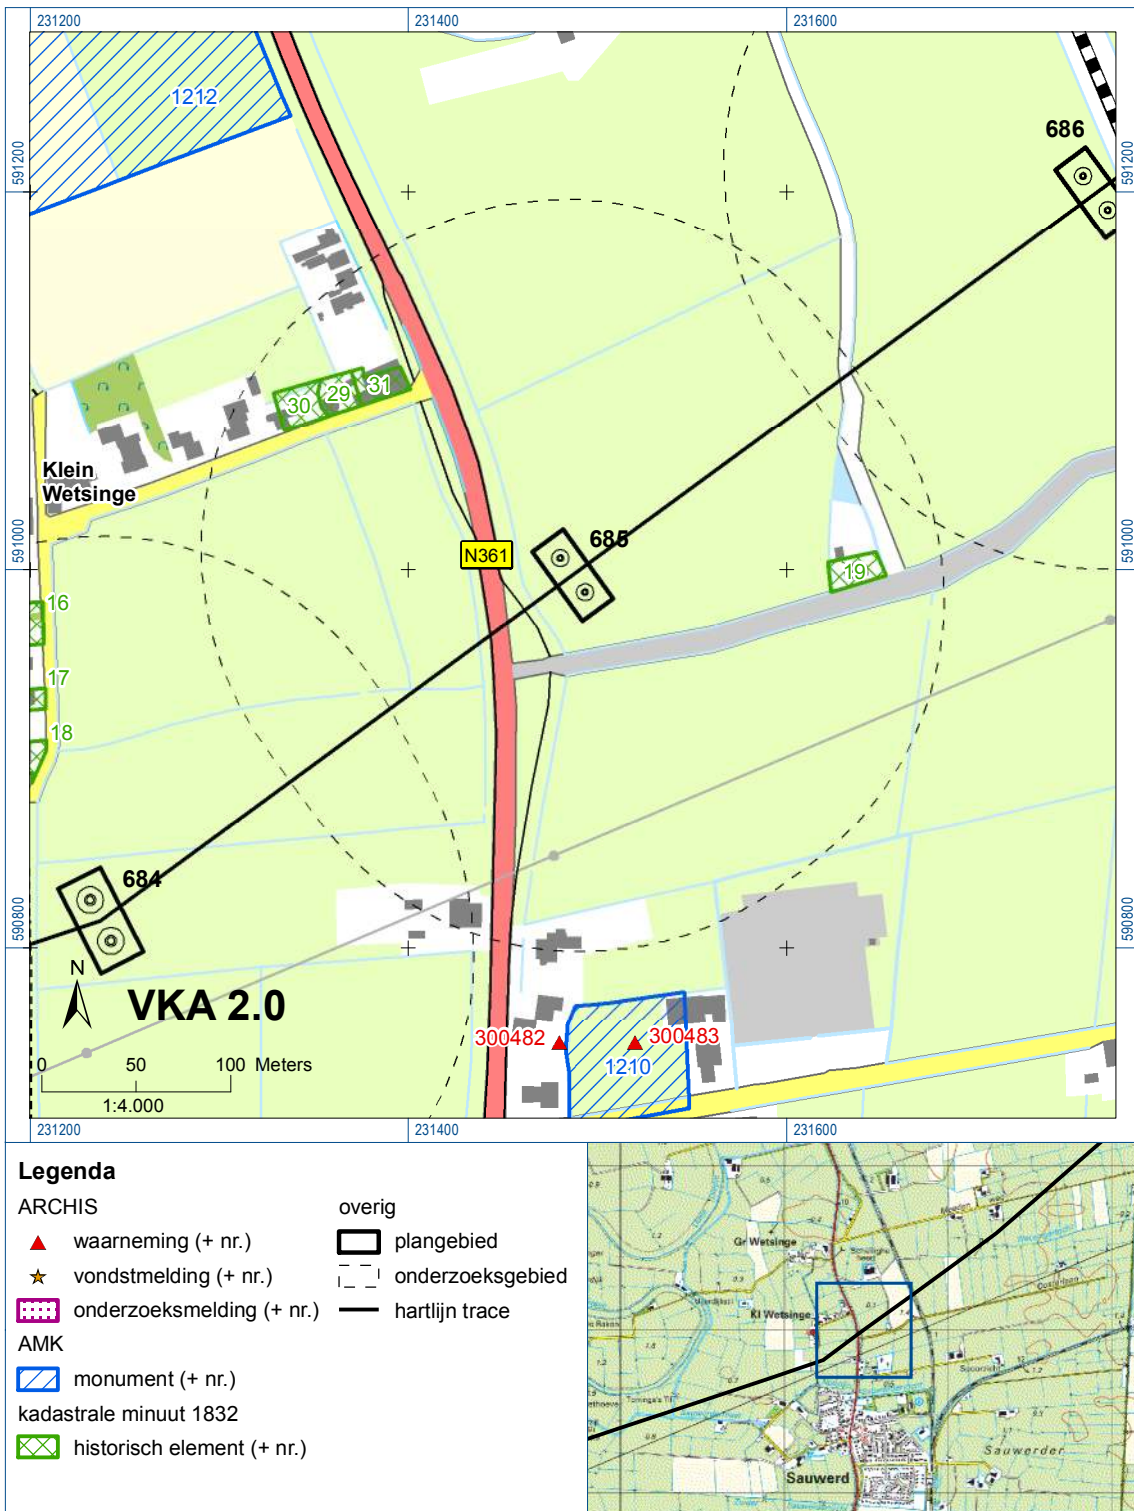 231200
231400
231600
1212
686
591200
591200
30
29
31
Klein
Wetsinge
685
N361
591000
591000
19
16
17
18
684
590800
590800
N
VKA 2.0
300482
300483
1210
0
50
100 Meters
1:4.000
231200
231400
231600
Legenda
ARCHIS
waarneming (+ nr.)
vondstmelding (+ nr.)
onderzoeksmelding (+ nr.)
AMK
monument (+ nr.)
kadastrale minuut 1832
historisch element (+ nr.)
overig
plangebied
onderzoeksgebied
hartlijn trace
Gr Wetsinge
Kl Wetsinge
Sauwerd
Sauwerder